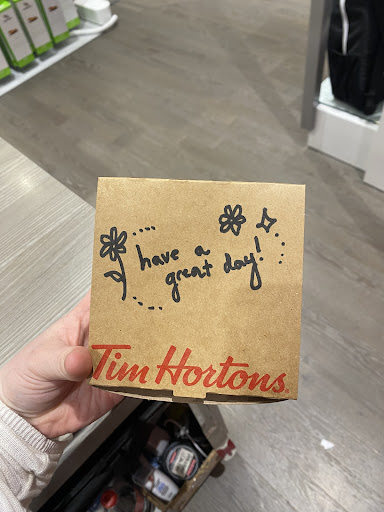 have a
great day!
Tim Hortons